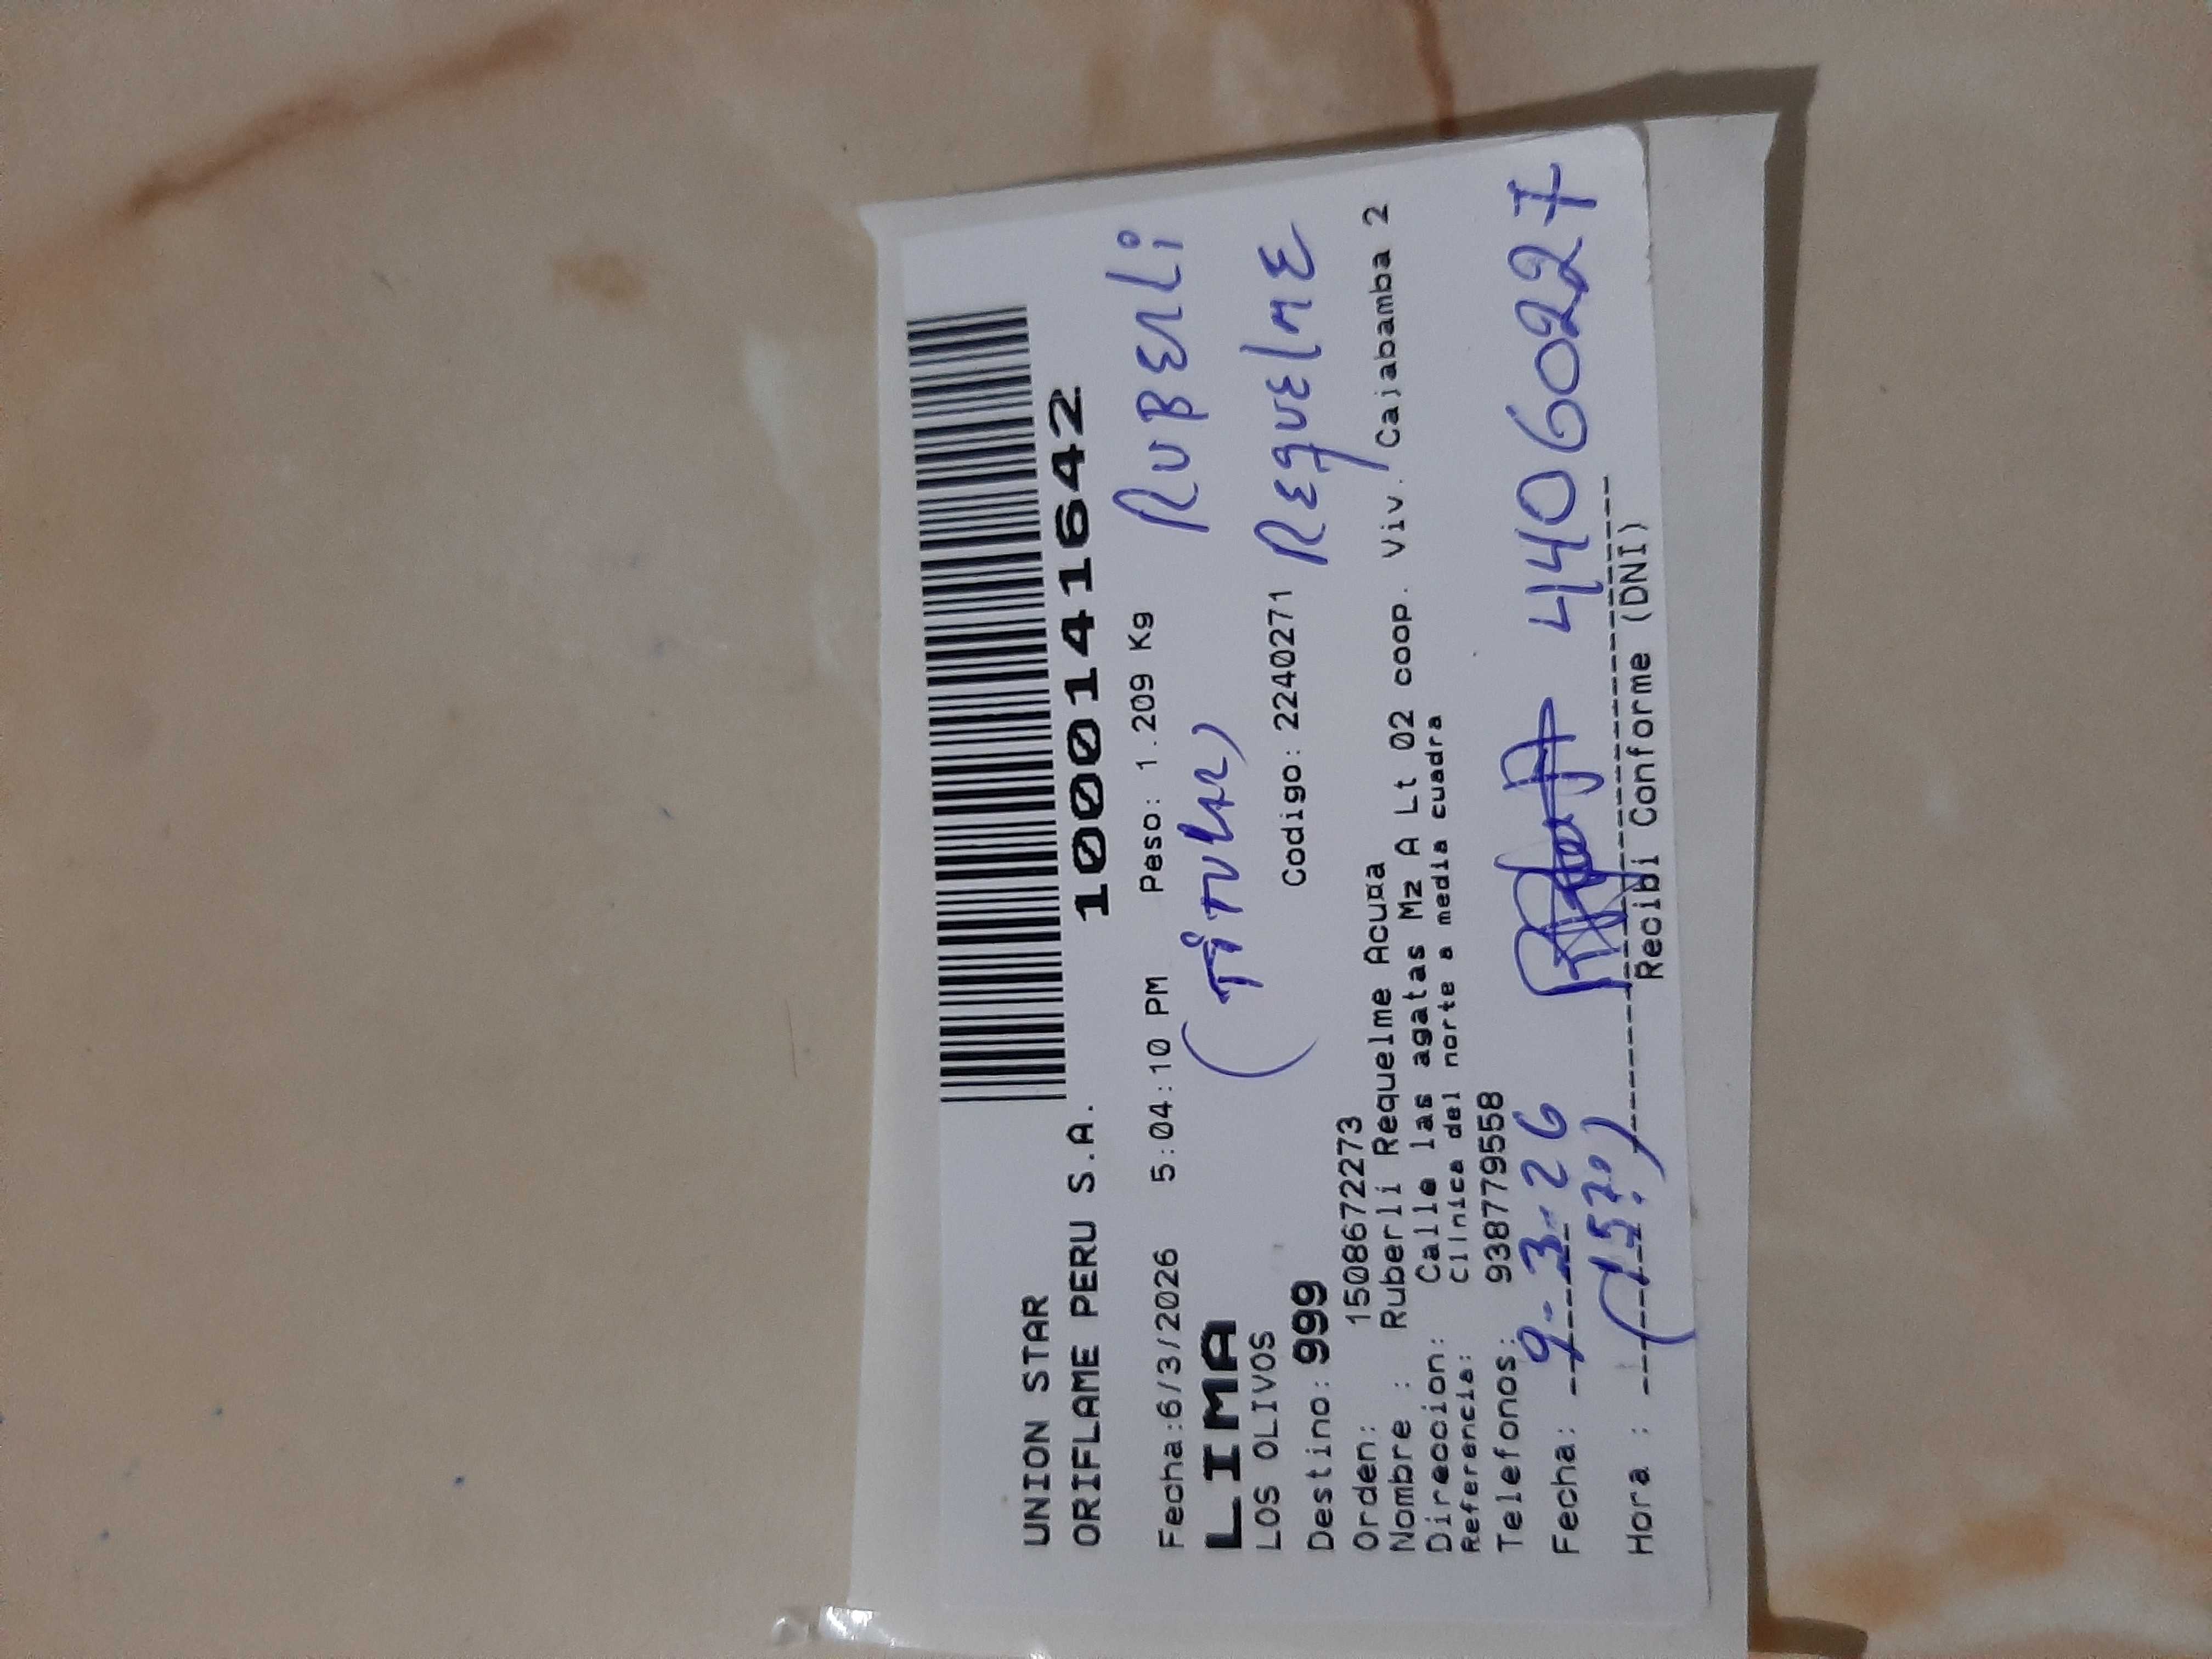 UNION STAR
ORIFLAME PERU S.A.
1000141642
Fecha:6/3/2026 5:04:10 PM Peso: 1.209 Kg
RUBERLi
LIMA
(TiTULAR)
LOS OLIVOS
Codigo: 2240271
REQUELME
Destino: 999
Orden: 1508672273
Nombre : Ruberli Requelme Acuña
Direccion: Calle las agatas Mz A Lt 02 coop. Viv. Cajabamba 2
Referencia: Clinica del norte a media cuadra
Telefonos: 938779558
Fecha: 9-3-26
44060227
Hora :
Recibi Conforme (DNI)